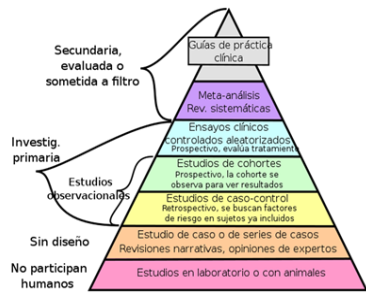 Guías de práctica
clínica
Secundaria,
evaluada o
sometida a filtro
Meta-análisis
Rev. sistemáticas
Investig.
primaria
Ensayos clínicos
controlados aleatorizados
Prospectivo, evalúa tratamiento
Estudios
observacionales
Estudios de cohortes
Prospectivo, la cohorte se
observa para ver resultados
Estudios de caso-control
Retrospectivo, se buscan factores
de riesgo en sujetos ya incluidos
Sin diseño
Estudio de caso o de series de casos
Revisiones narrativas, opiniones de expertos
No participan
humanos
Estudios en laboratorio o con animales